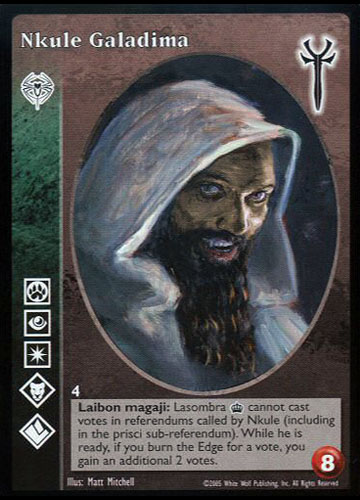 Nkule Galadima
4
Laibon magaji: Lasombra cannot cast
votes in referendums called by Nkule (including
in the prisci sub-referendum). While he is
ready, if you burn the Edge for a vote, you
gain an additional 2 votes.
8
Illus: Matt Mitchell
©2005 White Wolf Publishing, Inc. All Rights Reserved